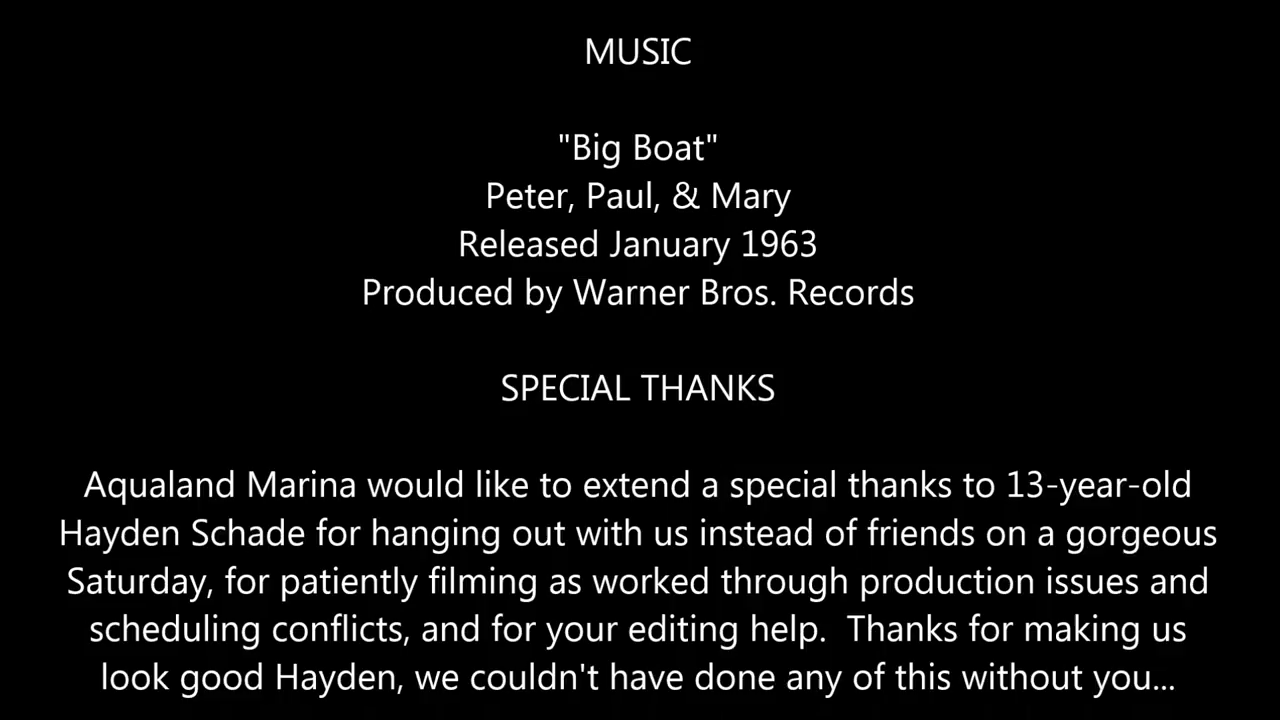 MUSIC
"Big Boat"
Peter, Paul, & Mary
Released January 1963
Produced by Warner Bros. Records
SPECIAL THANKS
Aqualand Marina would like to extend a special thanks to 13-year-old
Hayden Schade for hanging out with us instead of friends on a gorgeous
Saturday, for patiently filming as worked through production issues and
scheduling conflicts, and for your editing help.  Thanks for making us
look good Hayden, we couldn't have done any of this without you...